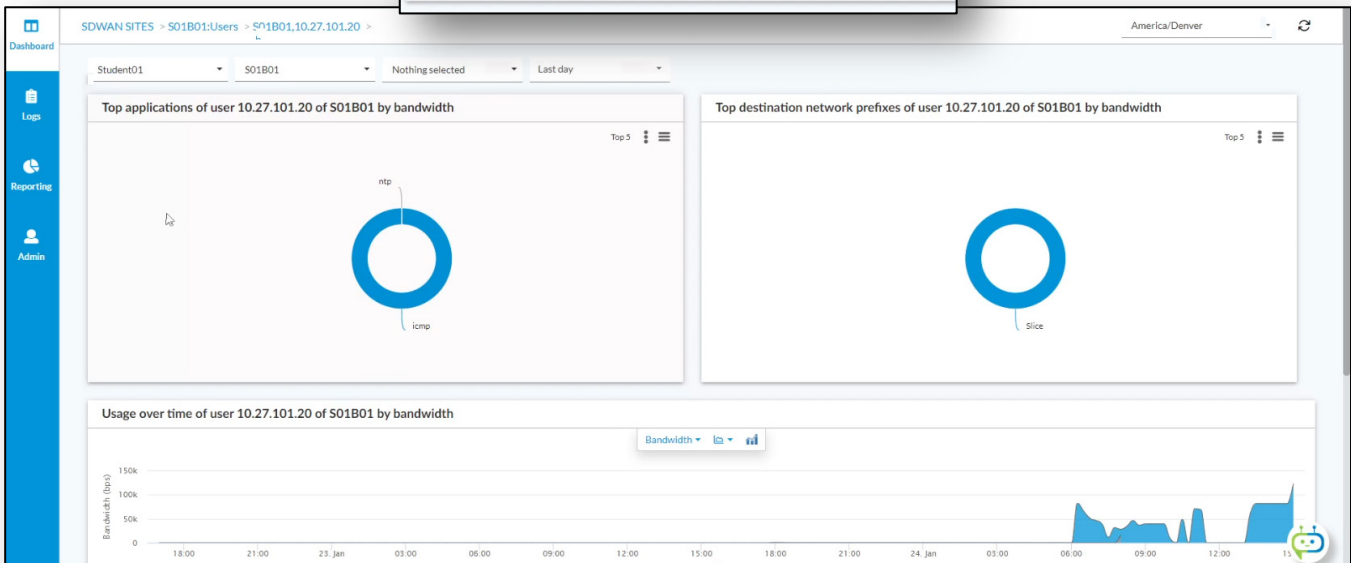 SDWAN SITES > S01B01:Users > S01B01,10.27.101.20 >
America/Denver
Dashboard
Logs
Reporting
Admin
Student01
S01B01
Nothing selected
Last day
Top applications of user 10.27.101.20 of S01B01 by bandwidth
Top 5
ntp
icmp
Top destination network prefixes of user 10.27.101.20 of S01B01 by bandwidth
Top 5
Slice
Usage over time of user 10.27.101.20 of S01B01 by bandwidth
Bandwidth
Bandwidth (bps)
150k
100k
50k
0
18:00 21:00 23. Jan 03:00 06:00 09:00 12:00 15:00 18:00 21:00 24. Jan 03:00 06:00 09:00 12:00